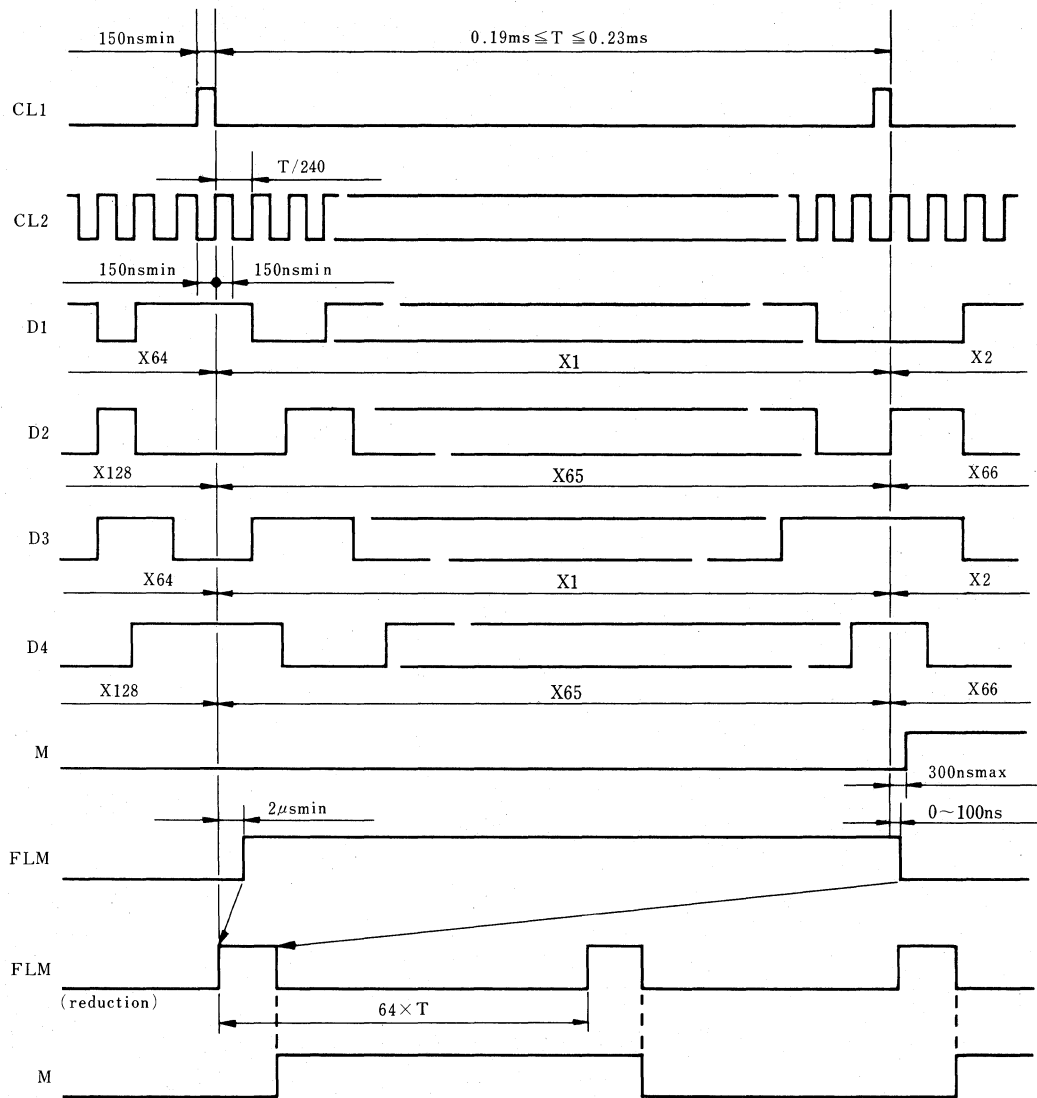 150nsmin
0.19ms≦T≦0.23ms
CL1
T/240
CL2
150nsmin
150nsmin
D1
X64
X1
X2
D2
X128
X65
X66
D3
X64
X1
X2
D4
X128
X65
X66
M
300nsmax
2μsmin
0~100ns
FLM
FLM
(reduction)
64×T
M